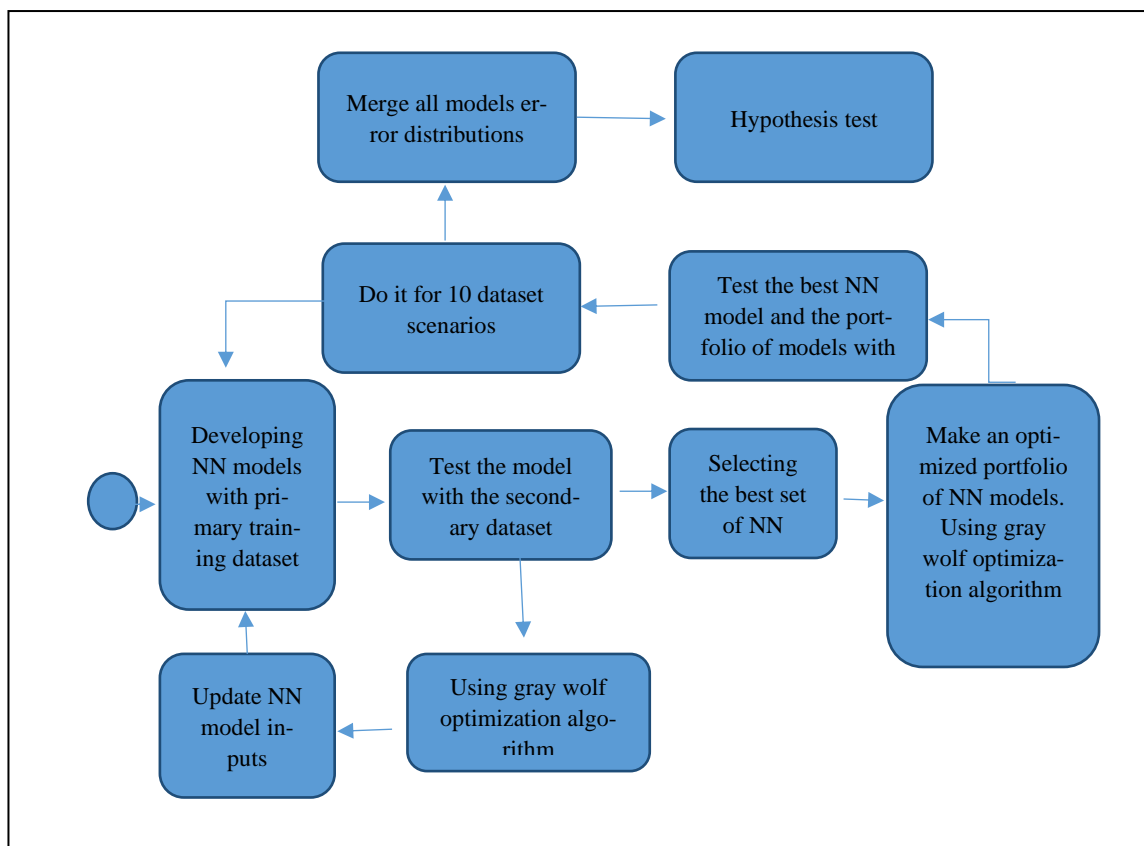 Merge all models er-
ror distributions
Hypothesis test
Do it for 10 dataset
scenarios
Test the best NN
model and the port-
folio of models with
Developing
NN models
with pri-
mary train-
ing dataset
Test the model
with the second-
ary dataset
Selecting
the best set
of NN
Make an opti-
mized portfolio
of NN models.
Using gray
wolf optimiza-
tion algorithm
Update NN
model in-
puts
Using gray wolf
optimization algo-
rithm